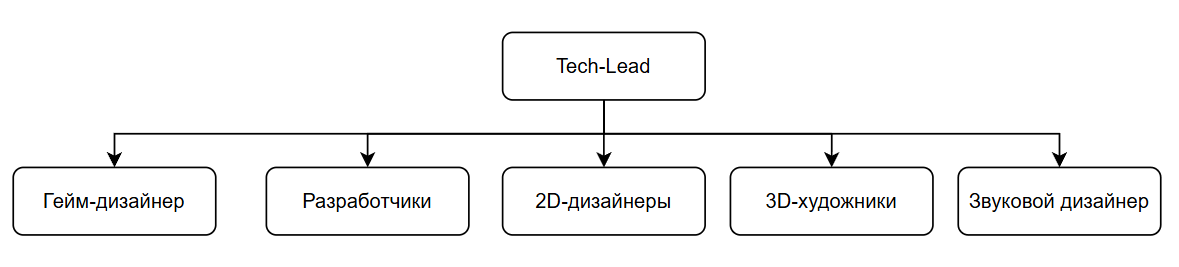 Tech-Lead
Гейм-дизайнер
Разработчики
2D-дизайнеры
3D-художники
Звуковой дизайнер